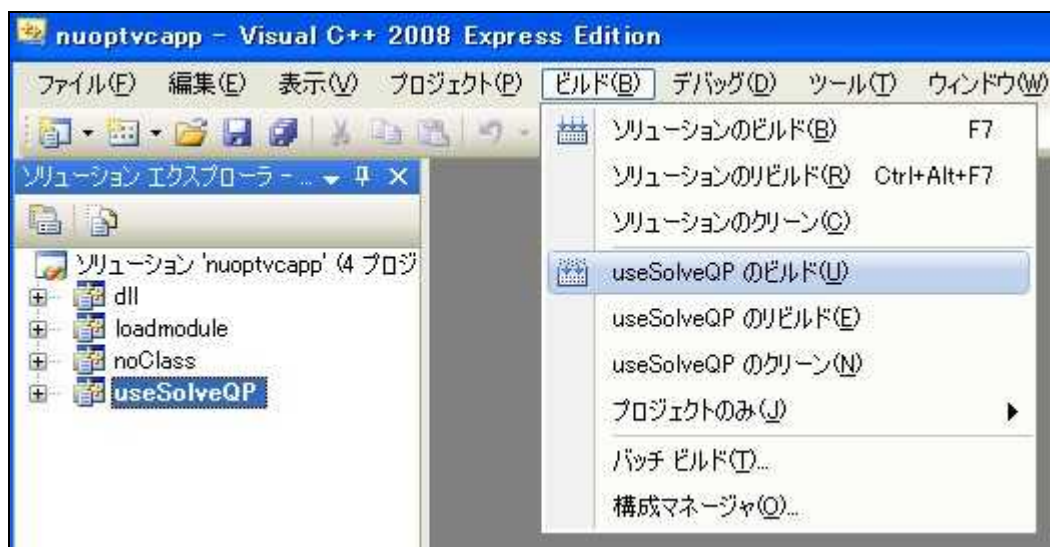 nuoptvcapp - Visual C++ 2008 Express Edition
ファイル(F) 編集(E) 表示(V) プロジェクト(P) ビルド(B) デバッグ(D) ツール(T) ウィンドウ(W)
ソリューション エクスプローラ - ...
ソリューションのビルド(B) F7
ソリューションのリビルド(R) Ctrl+Alt+F7
ソリューションのクリーン(C)
useSolveQP のビルド(U)
useSolveQP のリビルド(E)
useSolveQP のクリーン(N)
プロジェクトのみ(J)
バッチ ビルド(T)...
構成マネージャ(O)...
ソリューション 'nuoptvcapp' (4 プロジ
dll
loadmodule
noClass
useSolveQP